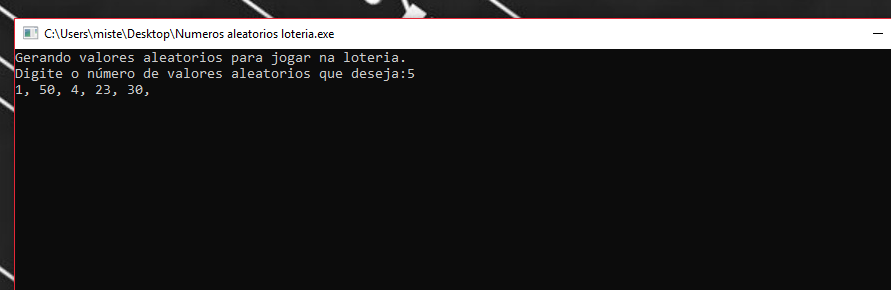 C:\Users\miste\Desktop\Numeros aleatorios loteria.exe
Gerando valores aleatorios para jogar na loteria.
Digite o número de valores aleatorios que deseja:5
1, 50, 4, 23, 30,